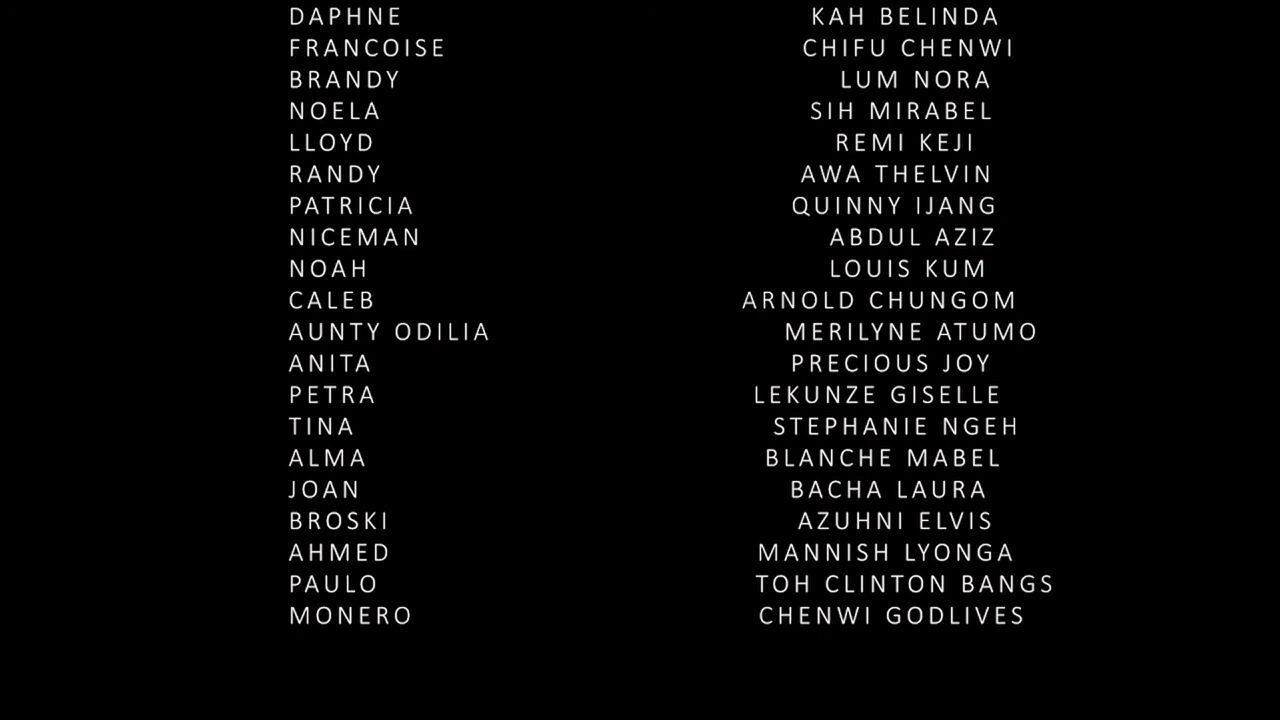 DAPHNE KAH BELINDA
FRANCOISE CHIFU CHENWI
BRANDY LUM NORA
NOELA SIH MIRABEL
LLOYD REMI KEJI
RANDY AWA THELVIN
PATRICIA QUINNY IJANG
NICEMAN ABDUL AZIZ
NOAH LOUIS KUM
CALEB ARNOLD CHUNGOM
AUNTY ODILIA MERILYNE ATUMO
ANITA PRECIOUS JOY
PETRA LEKUNZE GISELLE
TINA STEPHANIE NGEH
ALMA BLANCHE MABEL
JOAN BACHA LAURA
BROSKI AZUHNI ELVIS
AHMED MANNISH LYONGA
PAULO TOH CLINTON BANGS
MONERO CHENWI GODLIVES